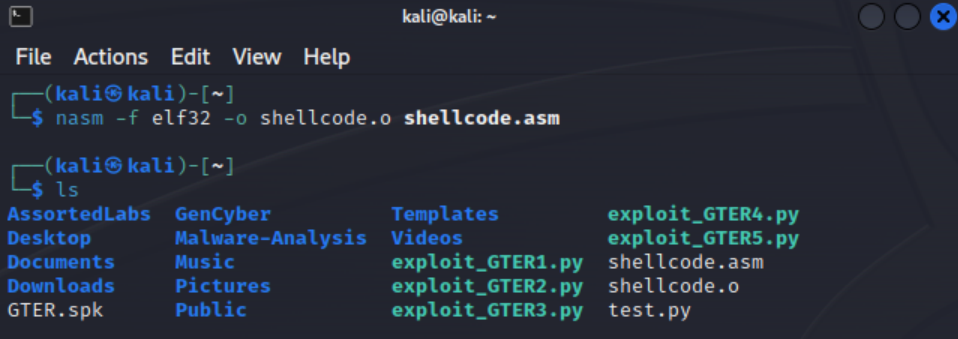 kali@kali: ~
File Actions Edit View Help
┌──(kali㉿kali)-[~]
└─$ nasm -f elf32 -o shellcode.o shellcode.asm
┌──(kali㉿kali)-[~]
└─$ ls
AssortedLabs GenCyber Templates exploit_GTER4.py
Desktop Malware-Analysis Videos exploit_GTER5.py
Documents Music exploit_GTER1.py shellcode.asm
Downloads Pictures exploit_GTER2.py shellcode.o
GTER.spk Public exploit_GTER3.py test.py